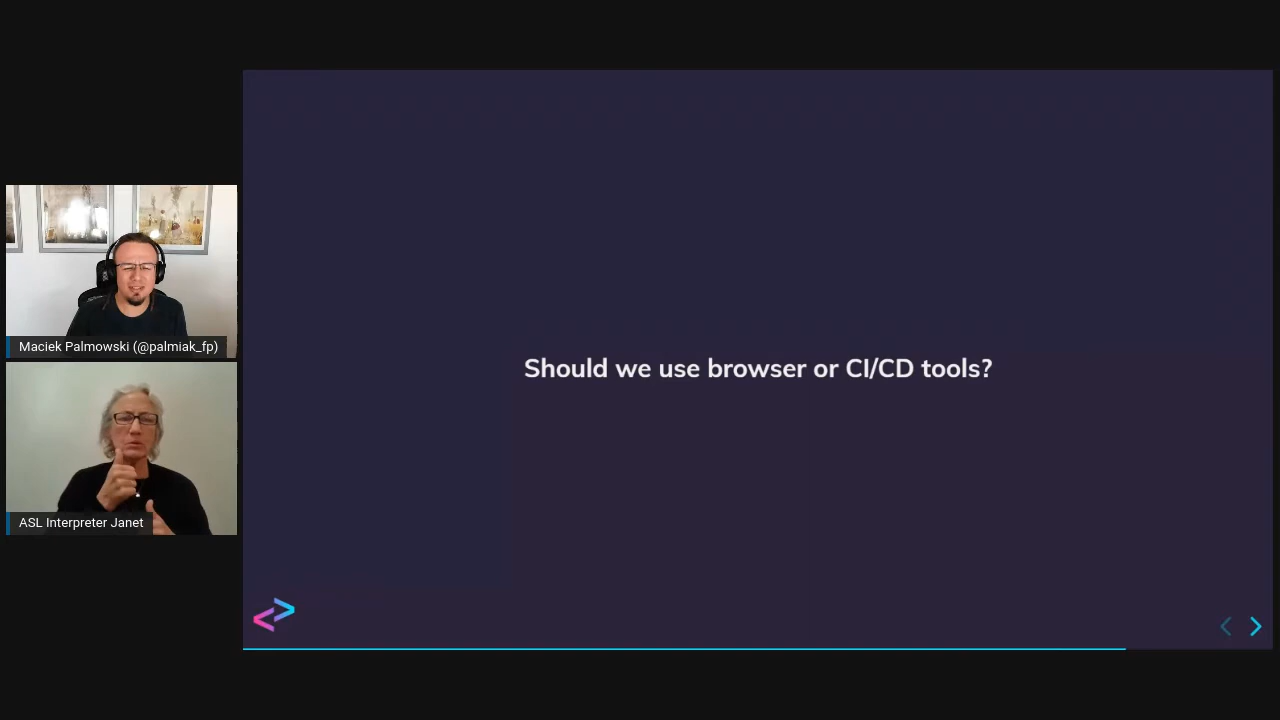 Maciek Palmowski (@palmiak_fp)
ASL Interpreter Janet
Should we use browser or CI/CD tools?